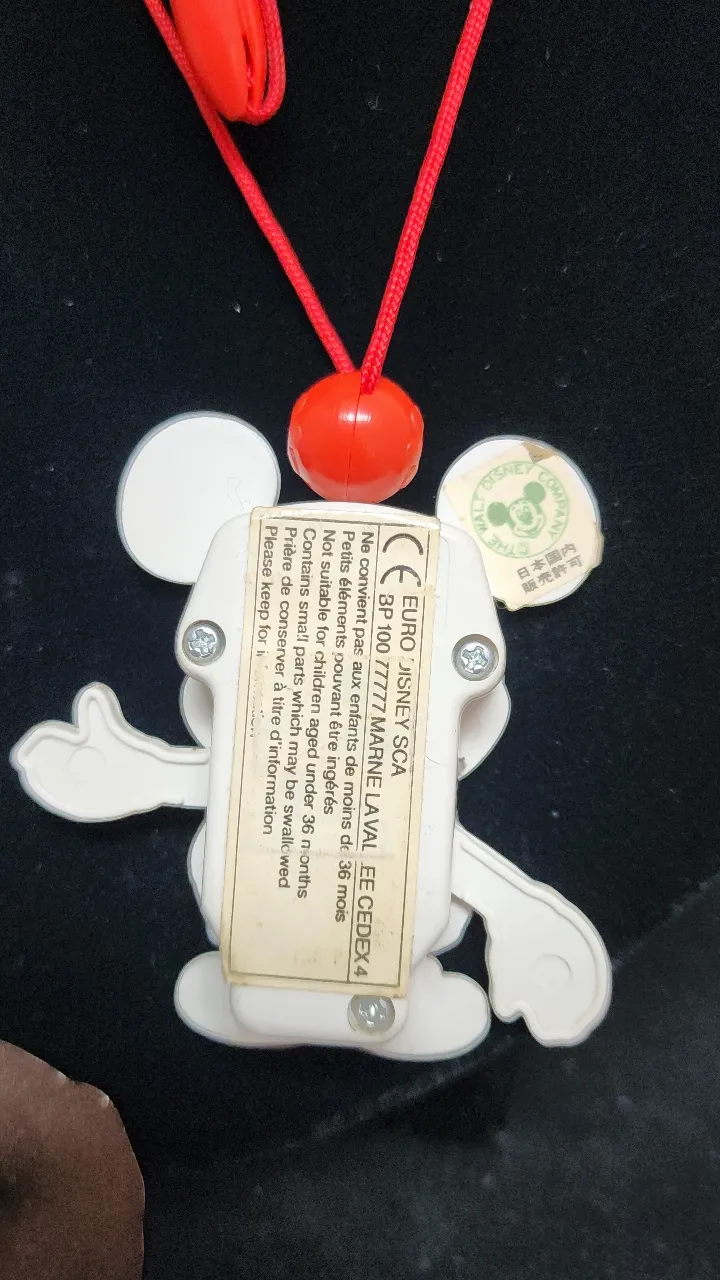 CE EURO DISNEY SCA
BP 100 77777 MARNE LA VALLEE CEDEX 4
Ne convient pas aux enfants de moins de 36 mois
Petits éléments pouvant être ingérés
Not suitable for children aged under 36 months
Contains small parts which may be swallowed
Prière de conserver à titre d'information
Please keep for information
© THE WALT DISNEY COMPANY
日本国内
販売許可